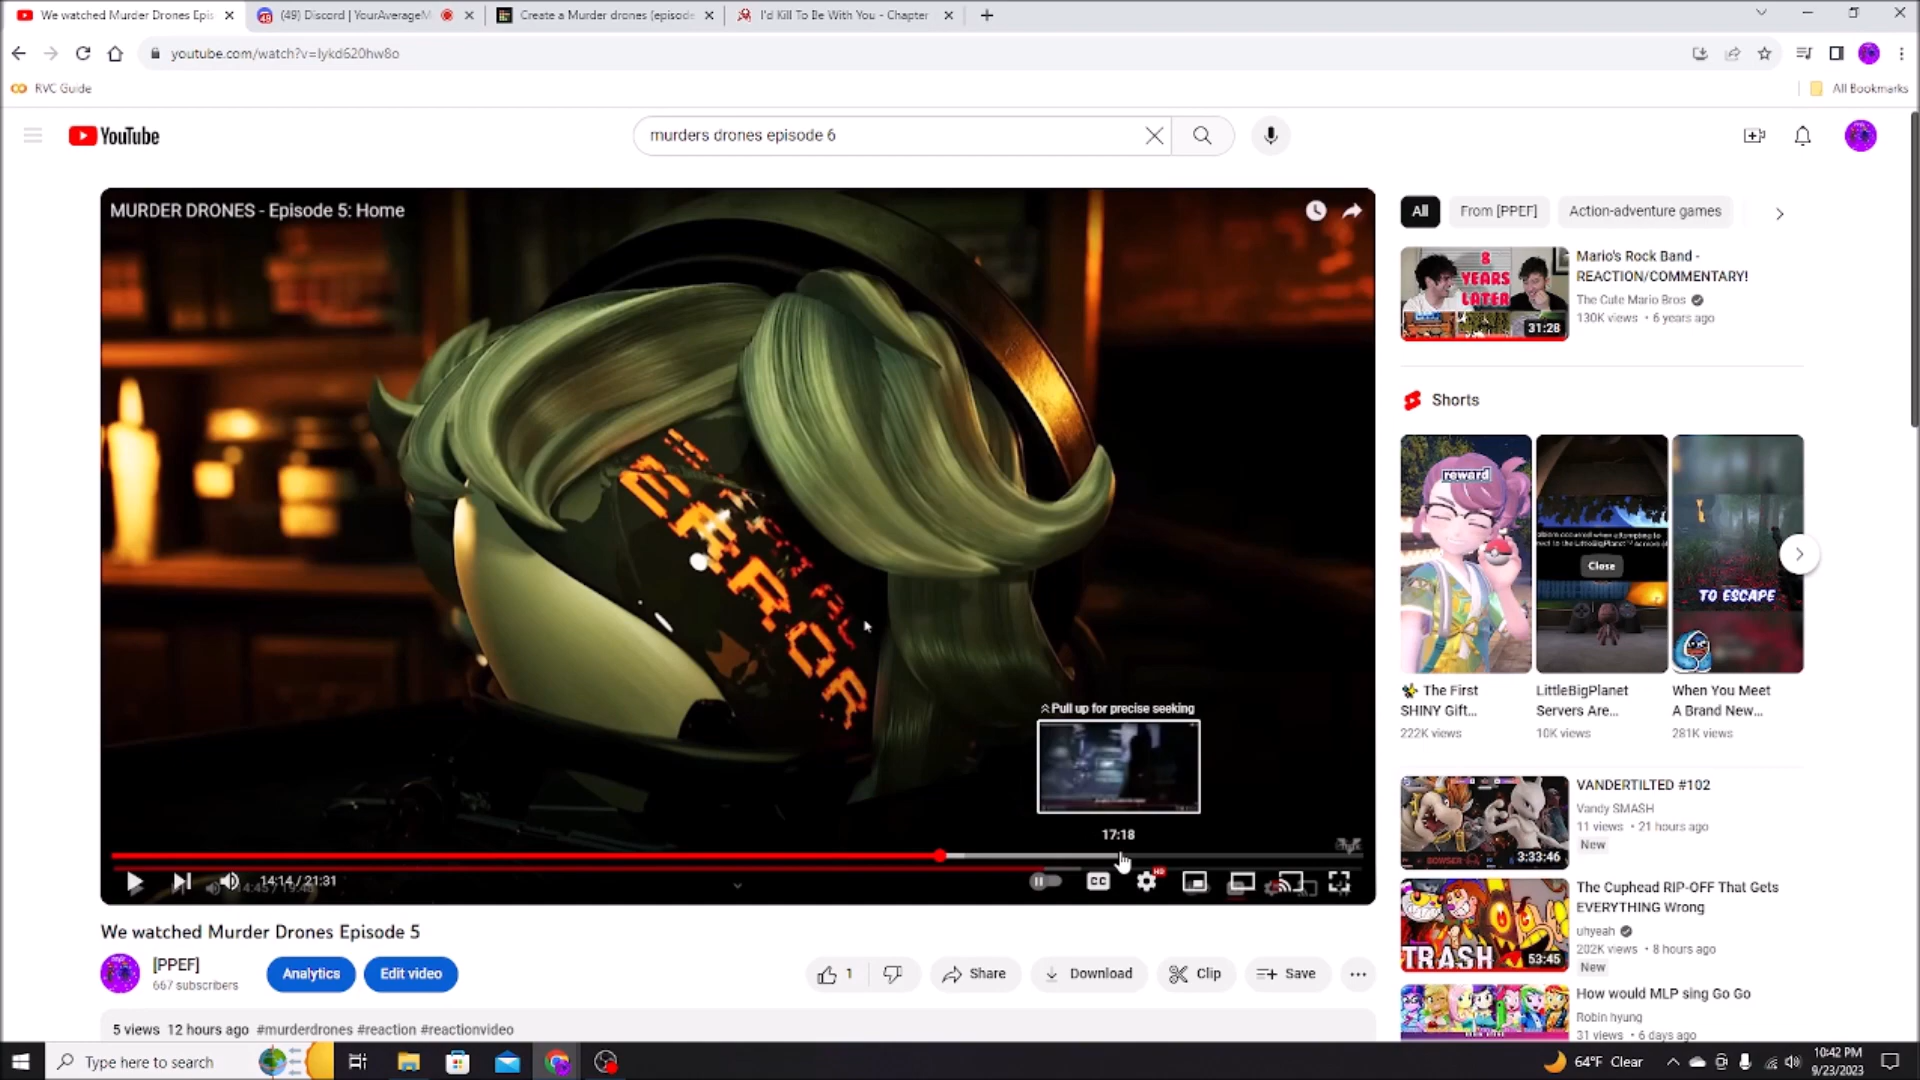 We watched Murder Drones Epis
(49) Discord | YourAverageM
Create a Murder drones (episode
I'd Kill To Be With You - Chapter
youtube.com/watch?v=lykd620hw8o
RVC Guide
All Bookmarks
YouTube
murders drones episode 6
MURDER DRONES - Episode 5: Home
ERROR
Pull up for precise seeking
17:18
14:14 / 21:31
CC
HD
We watched Murder Drones Episode 5
[PPEF]
667 subscribers
Analytics
Edit video
1
Share
Download
Clip
Save
5 views 12 hours ago #murderdrones #reaction #reactionvideo
All
From [PPEF]
Action-adventure games
8
YEARS
LATER
31:28
Mario's Rock Band -
REACTION/COMMENTARY!
The Cute Mario Bros
130K views • 6 years ago
Shorts
reward
Close
TO ESCAPE
The First
SHINY Gift...
222K views
LittleBigPlanet
Servers Are...
10K views
When You Meet
A Brand New...
281K views
BOWSER
3:33:46
VANDERTILTED #102
Vandy SMASH
11 views • 21 hours ago
New
TRASH
53:45
The Cuphead RIP-OFF That Gets
EVERYTHING Wrong
uhyeah
202K views • 8 hours ago
New
How would MLP sing Go Go
Robin hyung
31 views • 6 days ago
Type here to search
64°F Clear
10:42 PM
9/23/2023